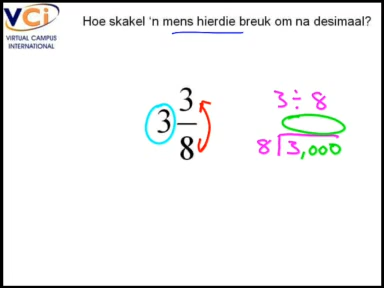 VCi
VIRTUAL CAMPUS
INTERNATIONAL
Hoe skakel ‘n mens hierdie breuk om na desimaal?
3 3/8
3 ÷ 8
8 3,000